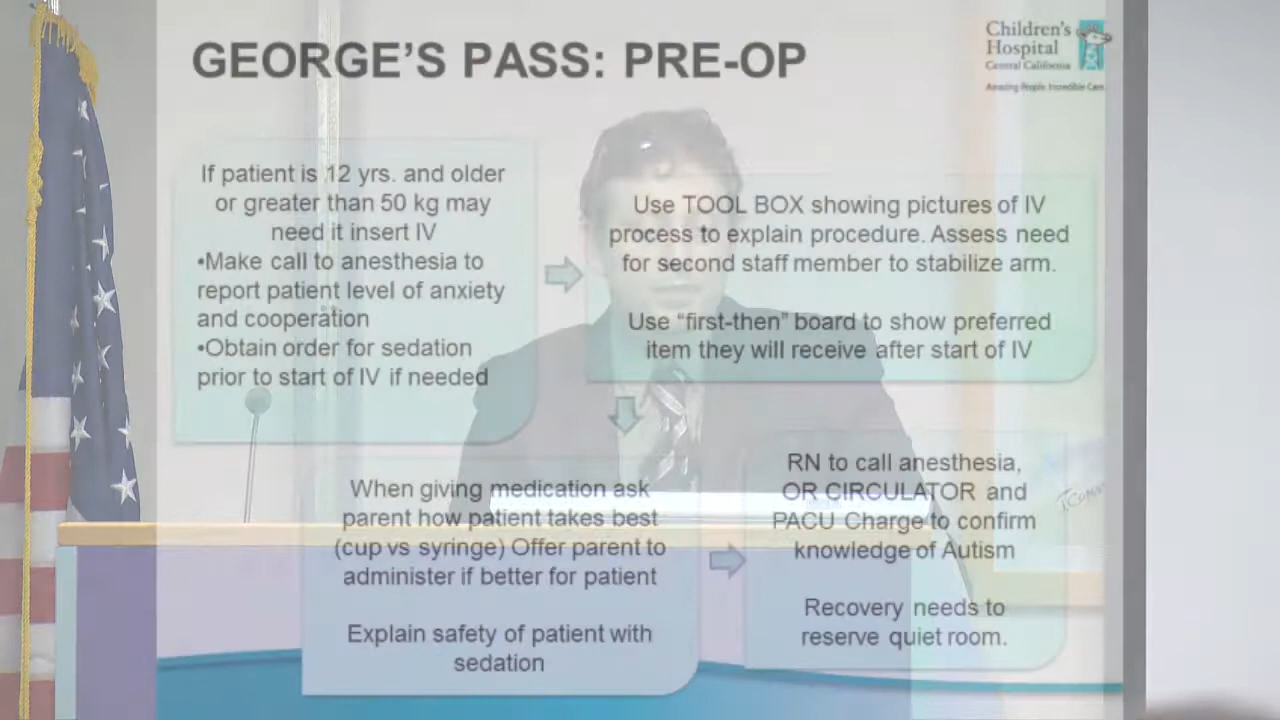 GEORGE'S PASS: PRE-OP
Children's
Hospital
Central California
Amazing People. Incredible Care.
If patient is 12 yrs. and older
or greater than 50 kg may
need it insert IV
•Make call to anesthesia to
report patient level of anxiety
and cooperation
•Obtain order for sedation
prior to start of IV if needed
Use TOOL BOX showing pictures of IV
process to explain procedure. Assess need
for second staff member to stabilize arm.
Use “first-then” board to show preferred
item they will receive after start of IV
When giving medication ask
parent how patient takes best
(cup vs syringe) Offer parent to
administer if better for patient
Explain safety of patient with
sedation
RN to call anesthesia,
OR CIRCULATOR and
PACU Charge to confirm
knowledge of Autism
Recovery needs to
reserve quiet room.